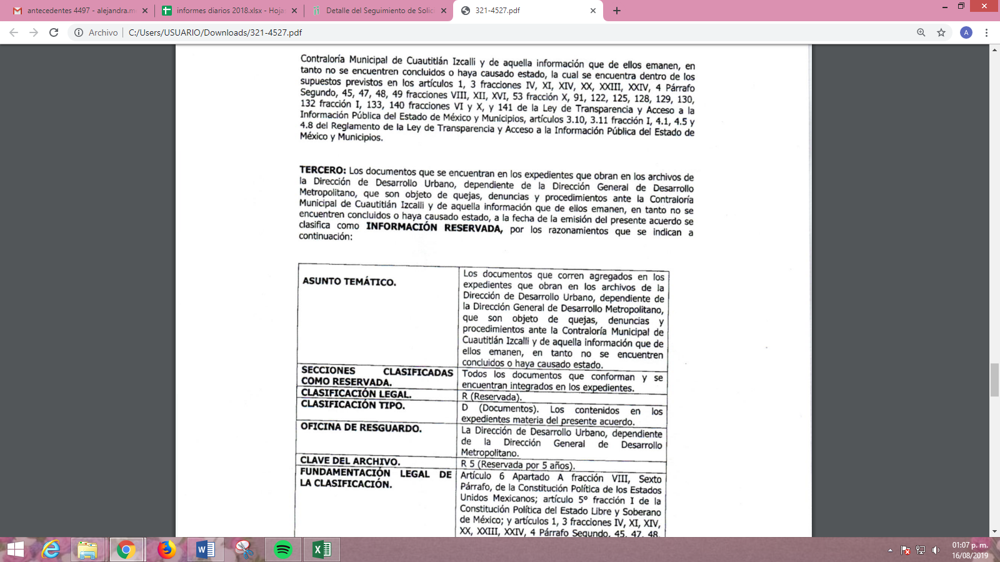 antecedentes 4497 - alejandra.m
informes diarios 2018.xlsx - Hoja
Detalle del Seguimiento de Solic
321-4527.pdf
Archivo
C:/Users/USUARIO/Downloads/321-4527.pdf
A
Contraloría Municipal de Cuautitlán Izcalli y de aquella información que de ellos emanen, en
tanto no se encuentren concluidos o haya causado estado, la cual se encuentra dentro de los
supuestos previstos en los artículos 1, 3 fracciones IV, XI, XIV, XX, XXIII, XXIV, 4 Párrafo
Segundo, 45, 47, 48, 49 fracciones VIII, XII, XVI, 53 fracción X, 91, 122, 125, 128, 129, 130,
132 fracción I, 133, 140 fracciones VI y X, y 141 de la Ley de Transparencia y Acceso a la
Información Pública del Estado de México y Municipios, artículos 3.10, 3.11 fracción I, 4.1, 4.5 y
4.8 del Reglamento de la Ley de Transparencia y Acceso a la Información Pública del Estado de
México y Municipios.
TERCERO: Los documentos que se encuentran en los expedientes que obran en los archivos de
la Dirección de Desarrollo Urbano, dependiente de la Dirección General de Desarrollo
Metropolitano, que son objeto de quejas, denuncias y procedimientos ante la Contraloría
Municipal de Cuautitlán Izcalli y de aquella información que de ellos emanen, en tanto no se
encuentren concluidos o haya causado estado, a la fecha de la emisión del presente acuerdo se
clasifica como INFORMACIÓN RESERVADA, por los razonamientos que se indican a
continuación:
ASUNTO TEMÁTICO.
Los documentos que corren agregados en los
expedientes que obran en los archivos de la
Dirección de Desarrollo Urbano, dependiente de
la Dirección General de Desarrollo Metropolitano,
que son objeto de quejas, denuncias y
procedimientos ante la Contraloría Municipal de
Cuautitlán Izcalli y de aquella información que de
ellos emanen, en tanto no se encuentren
concluidos o haya causado estado.
SECCIONES CLASIFICADAS
COMO RESERVADA.
Todos los documentos que conforman y se
encuentran integrados en los expedientes.
CLASIFICACIÓN LEGAL.
R (Reservada).
CLASIFICACIÓN TIPO.
D (Documentos). Los contenidos en los
expedientes materia del presente acuerdo.
OFICINA DE RESGUARDO.
La Dirección de Desarrollo Urbano, dependiente
de la Dirección General de Desarrollo
Metropolitano.
CLAVE DEL ARCHIVO.
R 5 (Reservada por 5 años).
FUNDAMENTACIÓN LEGAL DE
LA CLASIFICACIÓN.
Artículo 6 Apartado A fracción VIII, Sexto
Párrafo, de la Constitución Política de los Estados
Unidos Mexicanos; artículo 5º fracción I de la
Constitución Política del Estado Libre y Soberano
de México; y artículos 1, 3 fracciones IV, XI, XIV,
XX, XXIII, XXIV, 4 Párrafo Segundo, 45, 47, 48,
01:07 p. m.
16/08/2019